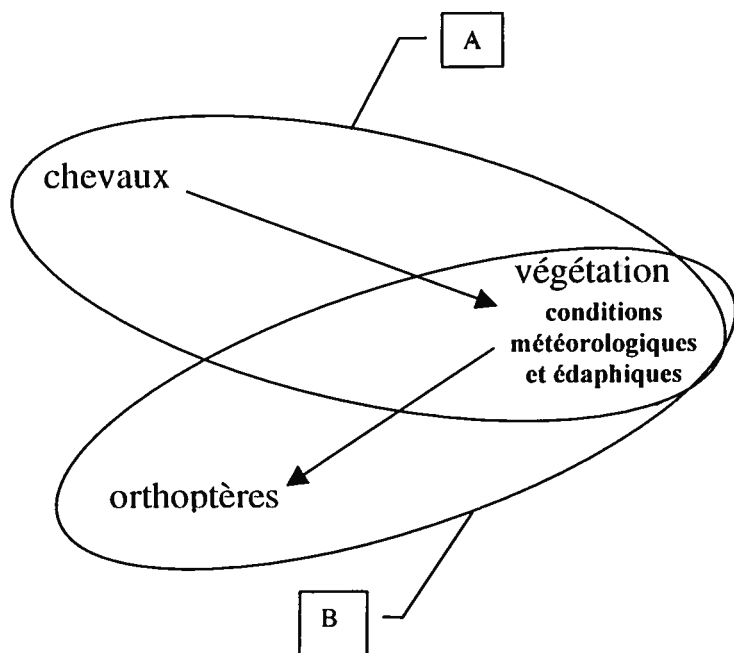 A
chevaux
végétation
conditions
météorologiques
et édaphiques
orthoptères
B